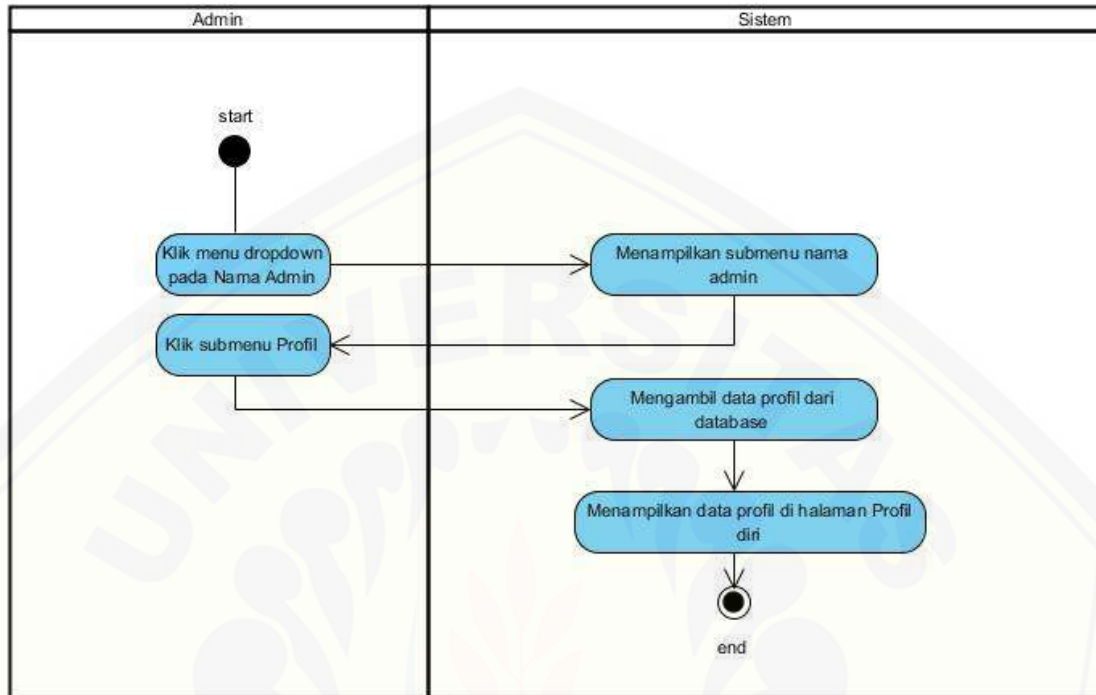 Admin
Sistem
start
Klik menu dropdown
pada Nama Admin
Menampilkan submenu nama
admin
Klik submenu Profil
Mengambil data profil dari
database
Menampilkan data profil di halaman Profil
diri
end
UNIVERSITAS